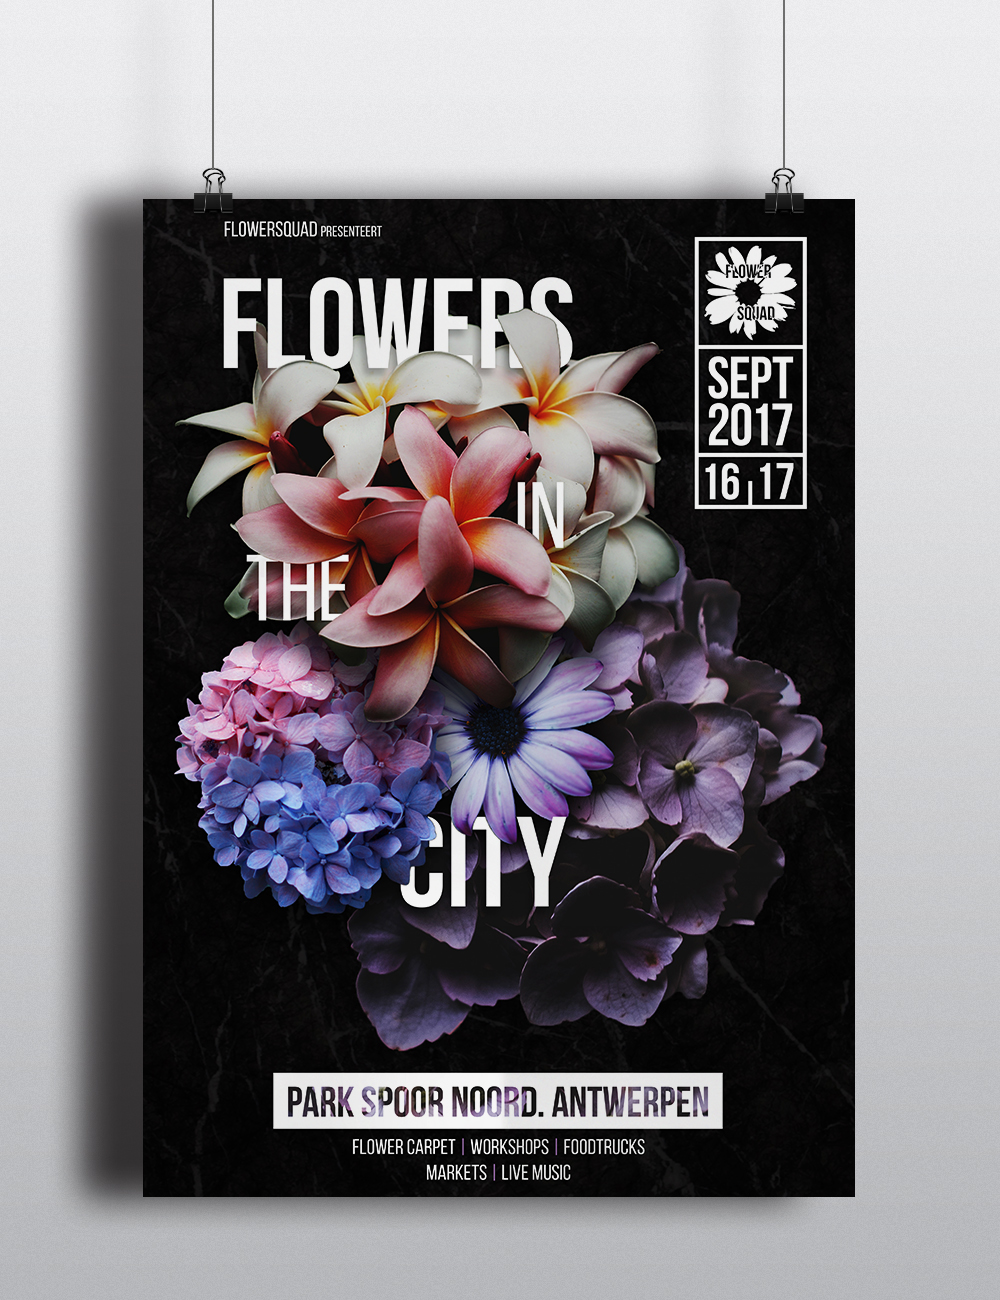 FLOWERSQUAD PRESENTEERT
FLOWERS
IN
THE
CITY
FLOWER
SQUAD
SEPT
2017
16 | 17
PARK SPOOR NOORD. ANTWERPEN
FLOWER CARPET | WORKSHOPS | FOODTRUCKS
MARKETS | LIVE MUSIC